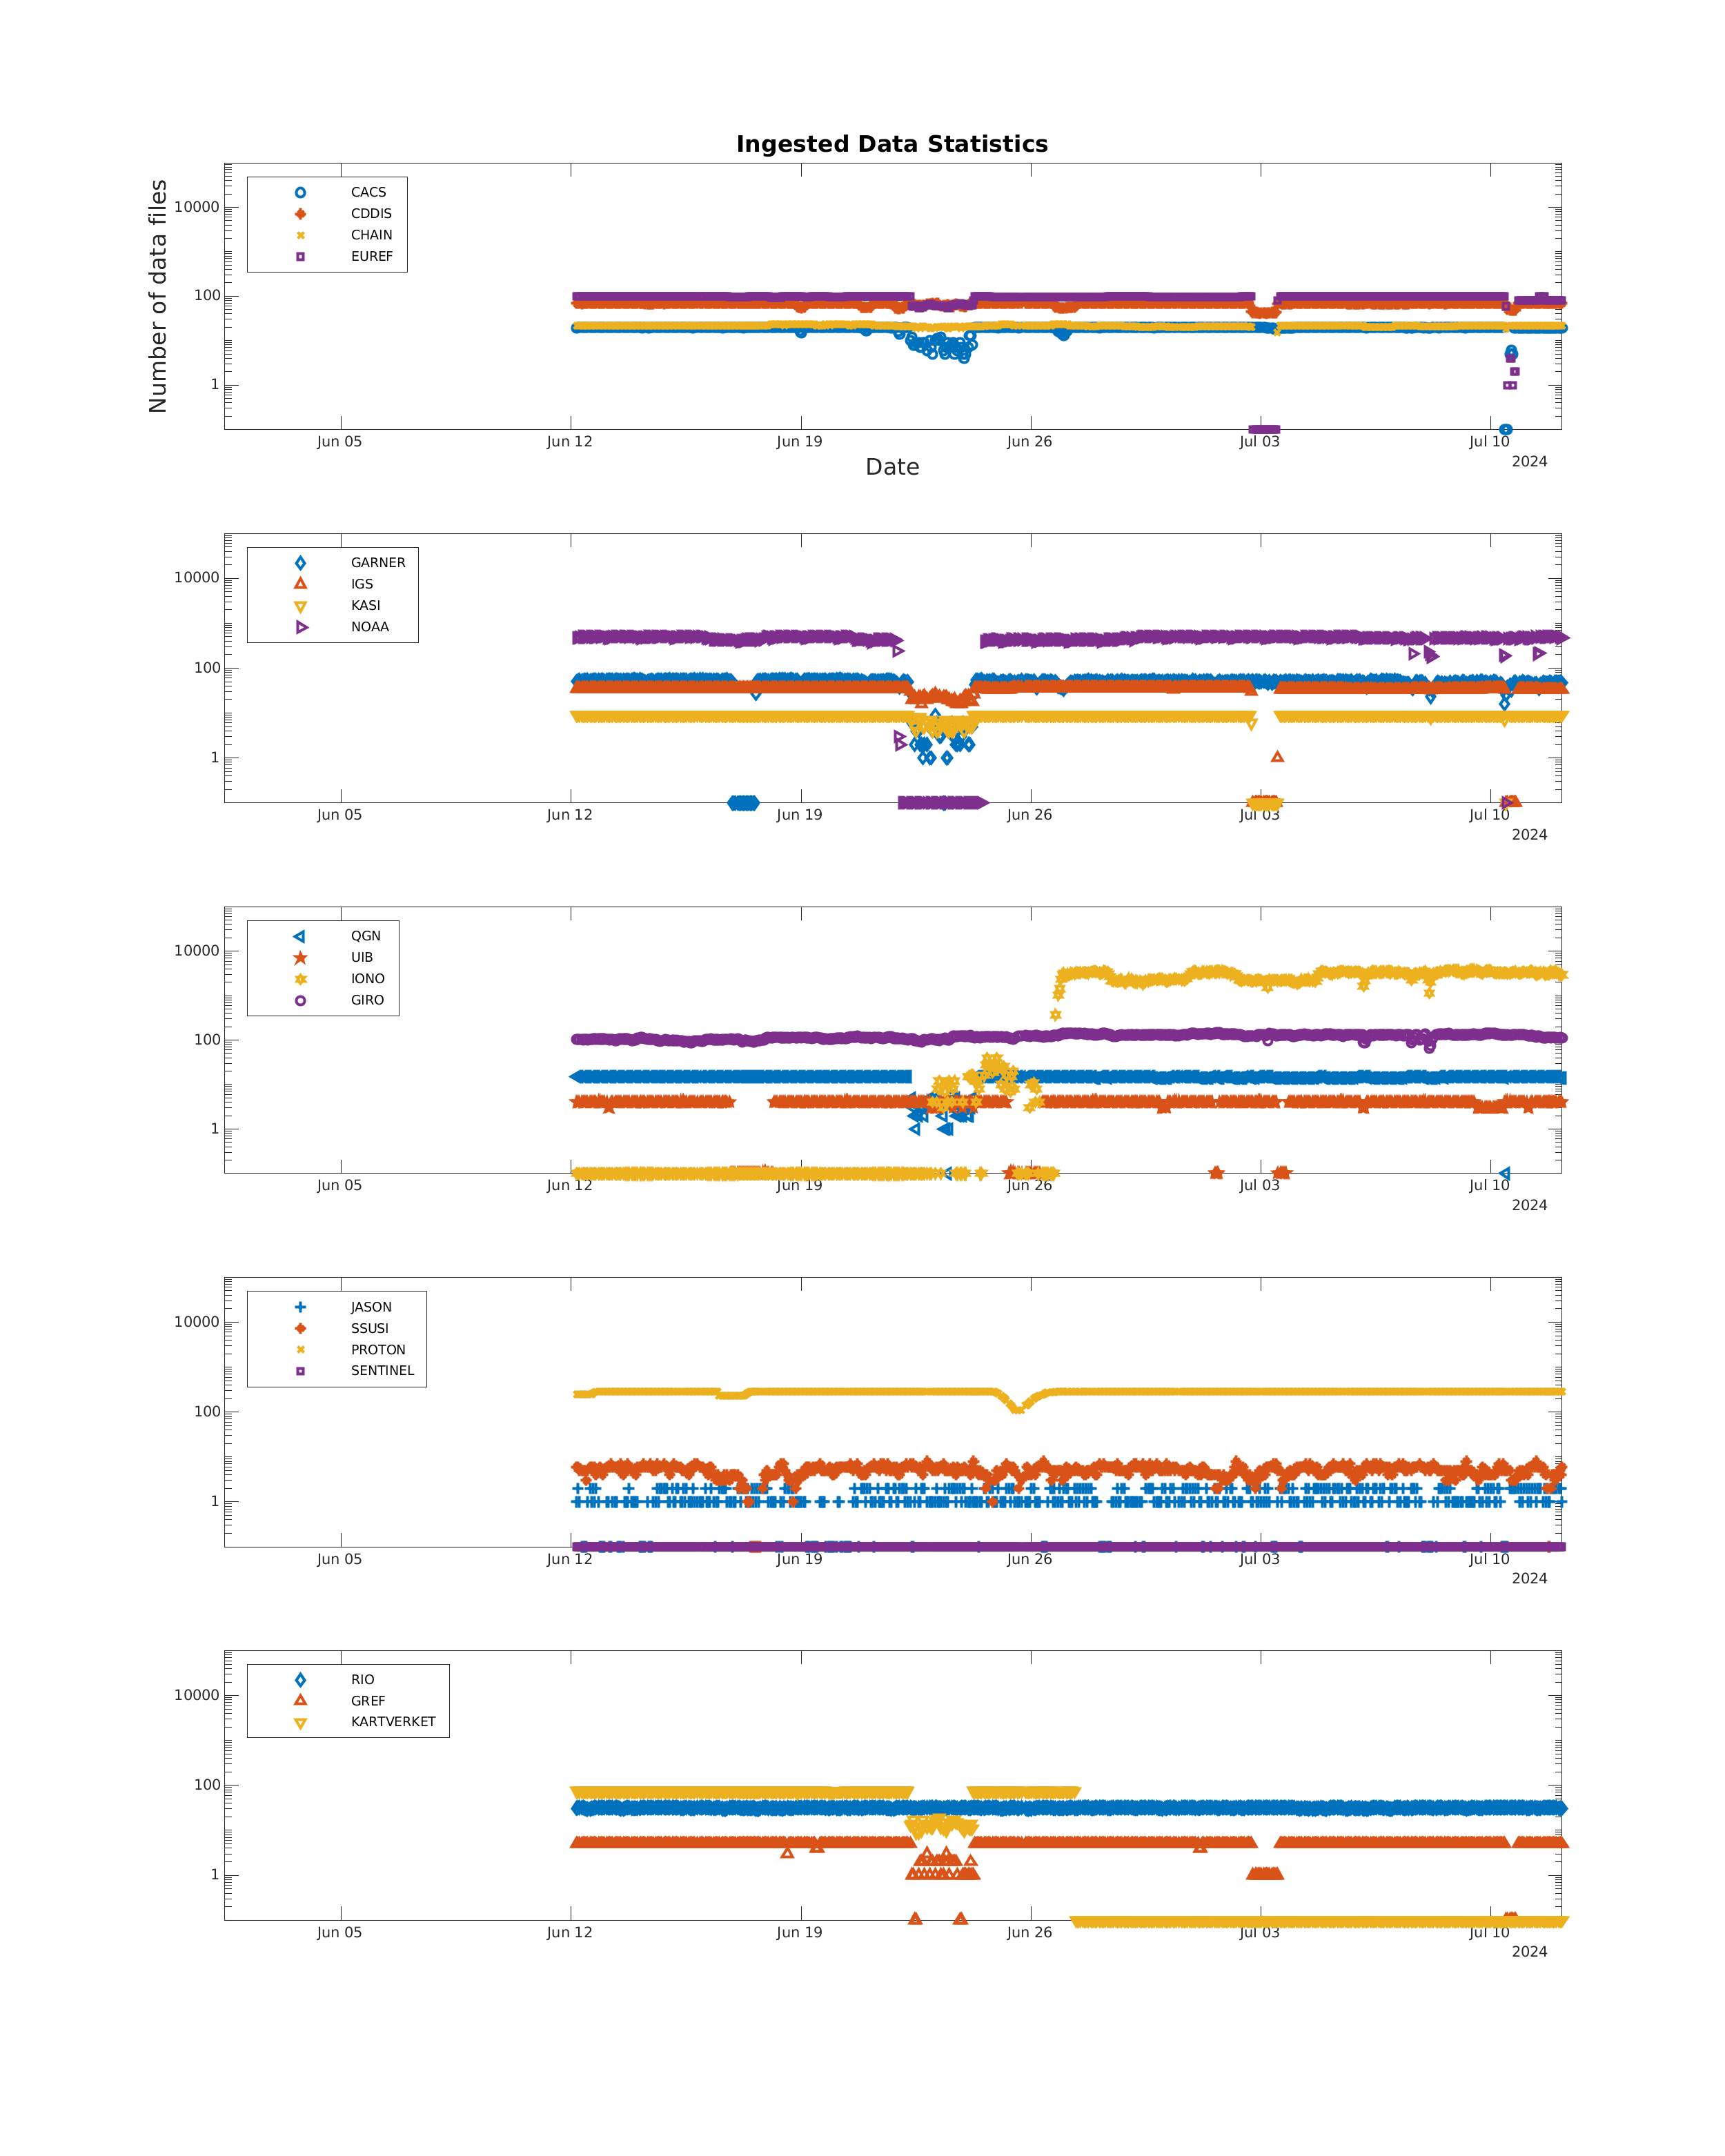 Ingested Data Statistics
Number of data files
10000
100
1
CACS
CDDIS
CHAIN
EUREF
Jun 05
Jun 12
Jun 19
Jun 26
Jul 03
Jul 10
2024
Date
10000
100
1
GARNER
IGS
KASI
NOAA
Jun 05
Jun 12
Jun 19
Jun 26
Jul 03
Jul 10
2024
10000
100
1
QGN
UIB
IONO
GIRO
Jun 05
Jun 12
Jun 19
Jun 26
Jul 03
Jul 10
2024
10000
100
1
JASON
SSUSI
PROTON
SENTINEL
Jun 05
Jun 12
Jun 19
Jun 26
Jul 03
Jul 10
2024
10000
100
1
RIO
GREF
KARTVERKET
Jun 05
Jun 12
Jun 19
Jun 26
Jul 03
Jul 10
2024